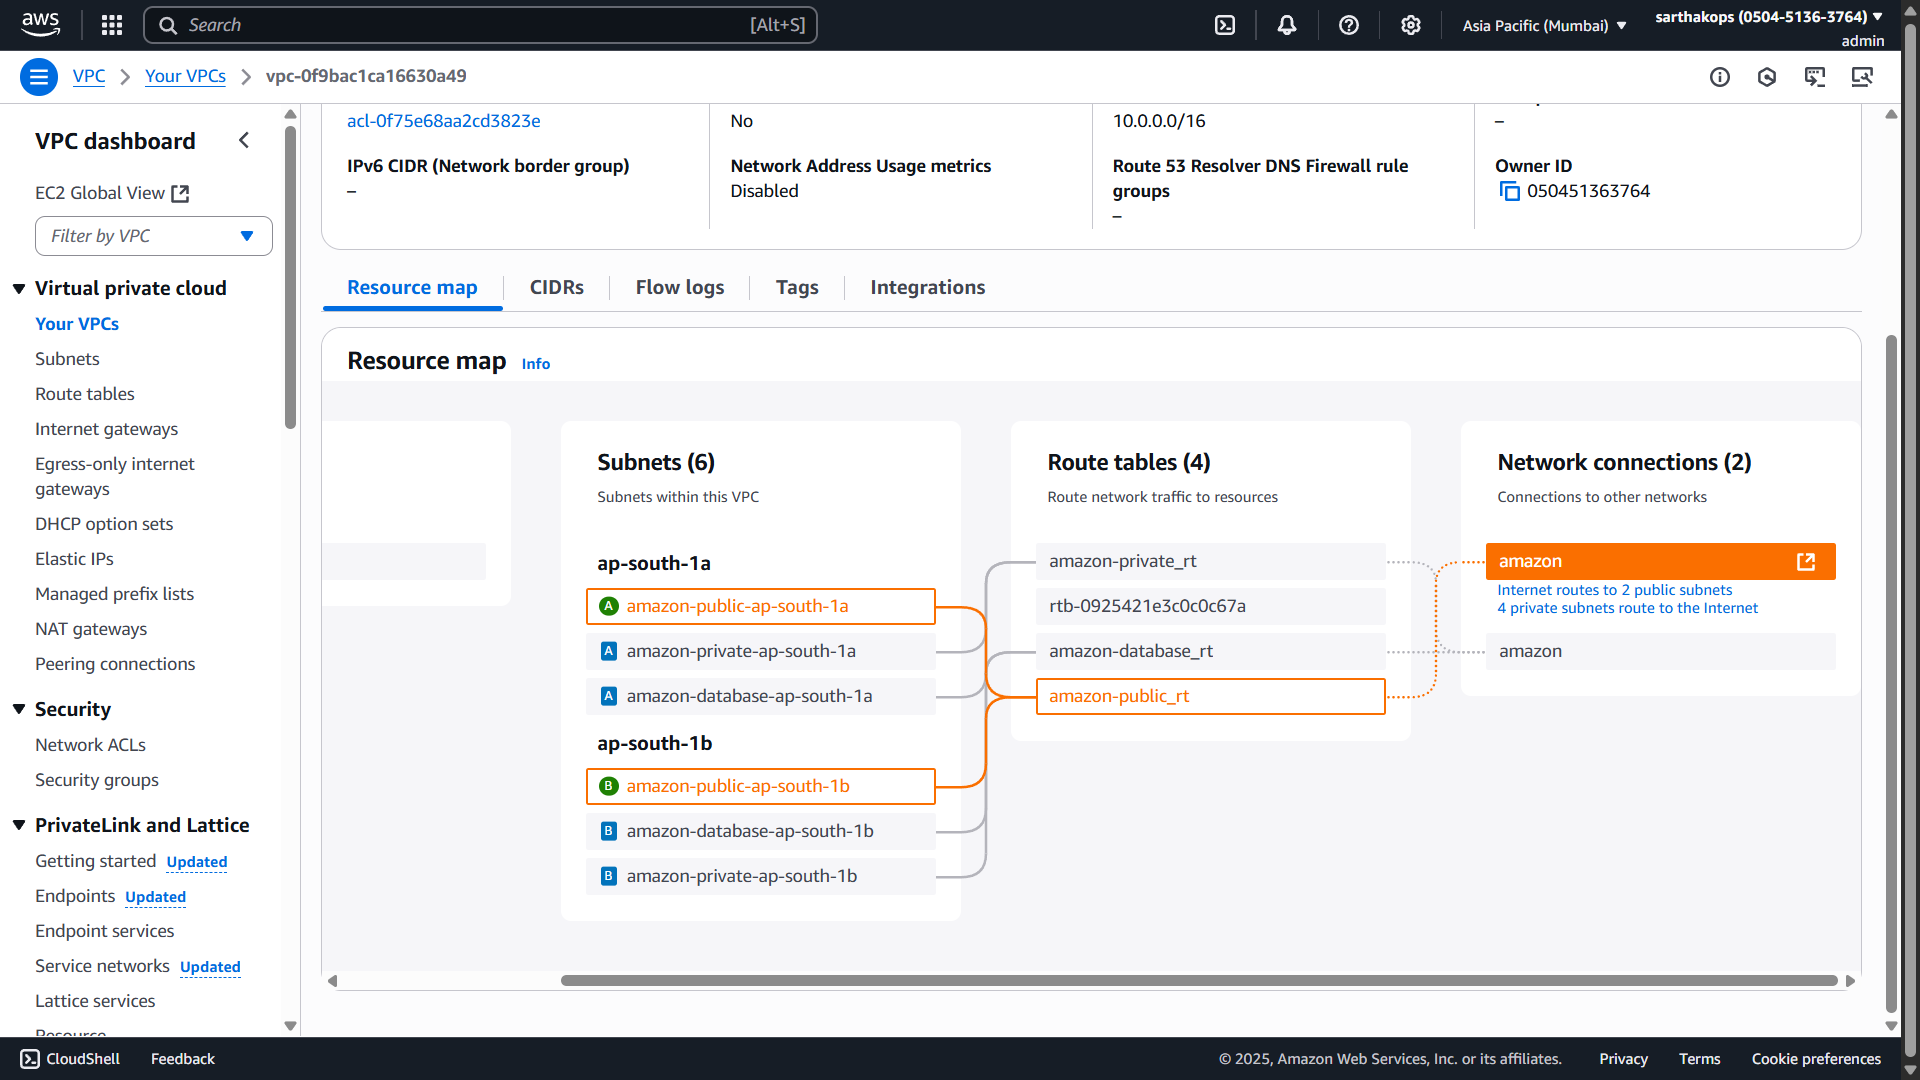 aws
Search [Alt+S]
Asia Pacific (Mumbai)
sarthakops (0504-5136-3764)
admin
VPC
Your VPCs
vpc-0f9bac1ca16630a49
VPC dashboard
EC2 Global View
Filter by VPC
Virtual private cloud
Your VPCs
Subnets
Route tables
Internet gateways
Egress-only internet
gateways
DHCP option sets
Elastic IPs
Managed prefix lists
NAT gateways
Peering connections
Security
Network ACLs
Security groups
PrivateLink and Lattice
Getting started Updated
Endpoints Updated
Endpoint services
Service networks Updated
Lattice services
Resource
acl-0f75e68aa2cd3823e
No
10.0.0.0/16
–
IPv6 CIDR (Network border group)
–
Network Address Usage metrics
Disabled
Route 53 Resolver DNS Firewall rule
groups
–
Owner ID
050451363764
Resource map
CIDRs
Flow logs
Tags
Integrations
Resource map Info
Subnets (6)
Subnets within this VPC
ap-south-1a
A amazon-public-ap-south-1a
A amazon-private-ap-south-1a
A amazon-database-ap-south-1a
ap-south-1b
B amazon-public-ap-south-1b
B amazon-database-ap-south-1b
B amazon-private-ap-south-1b
Route tables (4)
Route network traffic to resources
amazon-private_rt
rtb-0925421e3c0c0c67a
amazon-database_rt
amazon-public_rt
Network connections (2)
Connections to other networks
amazon
Internet routes to 2 public subnets
4 private subnets route to the Internet
amazon
CloudShell
Feedback
© 2025, Amazon Web Services, Inc. or its affiliates.
Privacy
Terms
Cookie preferences